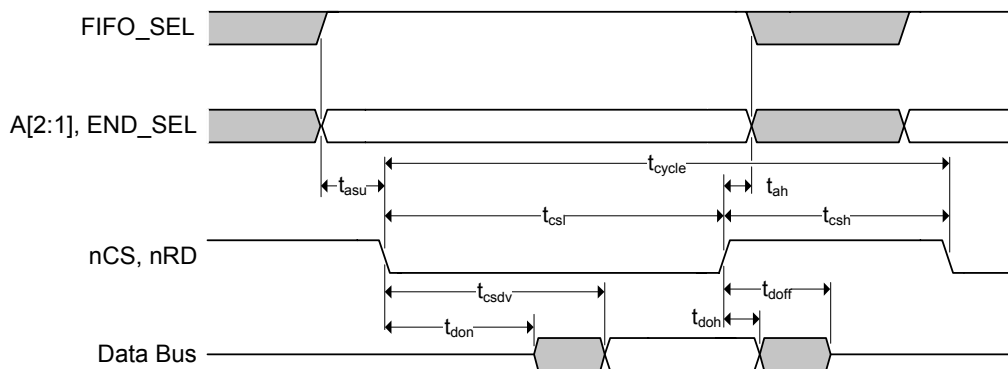 FIFO_SEL
A[2:1], END_SEL
tcycle
tasu
tah
tcsl
tcsh
nCS, nRD
tcsdv
tdoff
tdon
tdoh
Data Bus